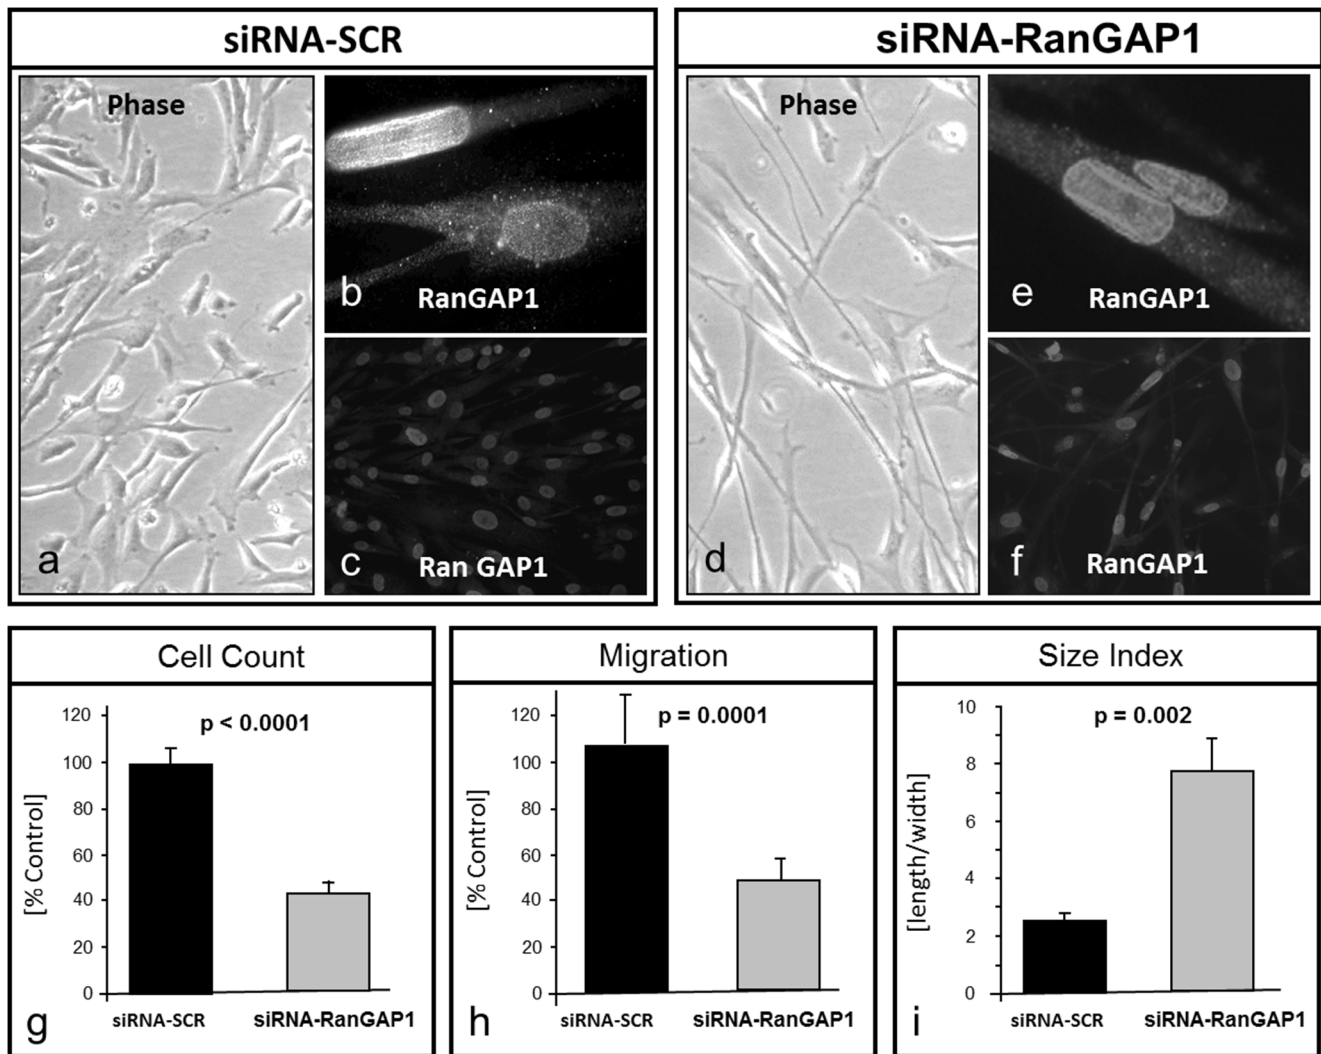 siRNA-SCR
Phase
a
b
RanGAP1
c
Ran GAP1
siRNA-RanGAP1
Phase
d
e
RanGAP1
f
RanGAP1
Cell Count
p < 0.0001
[% Control]
120
100
80
60
40
20
0
siRNA-SCR
siRNA-RanGAP1
g
Migration
p = 0.0001
[% Control]
120
100
80
60
40
20
0
siRNA-SCR
siRNA-RanGAP1
h
Size Index
p = 0.002
[length/width]
10
8
6
4
2
0
siRNA-SCR
siRNA-RanGAP1
i